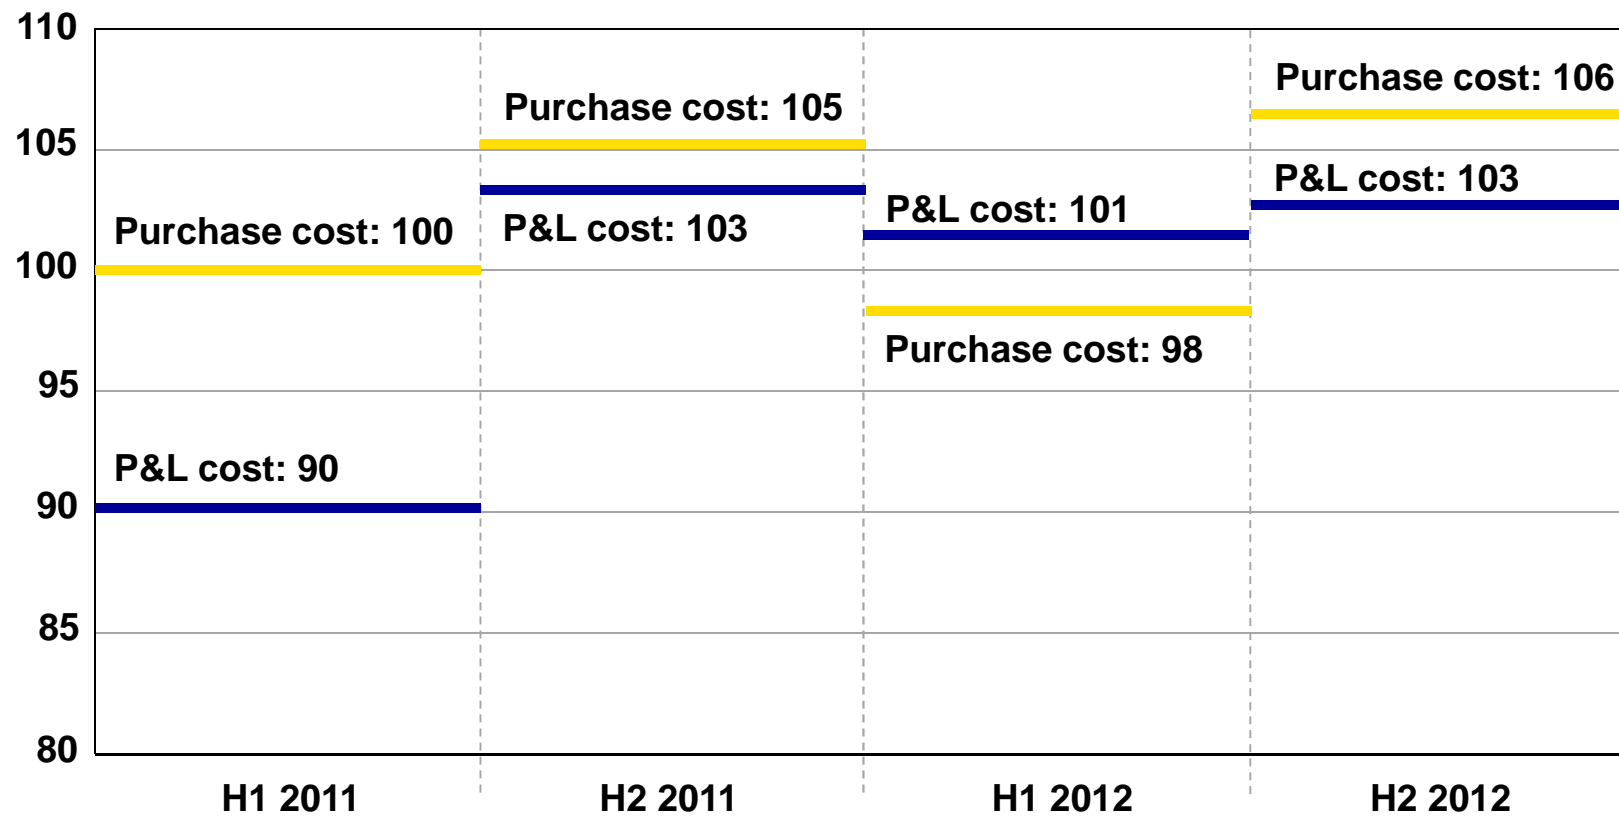 110
105
100
95
90
85
80
Purchase cost: 100
P&L cost: 90
Purchase cost: 105
P&L cost: 103
P&L cost: 101
Purchase cost: 98
Purchase cost: 106
P&L cost: 103
H1 2011
H2 2011
H1 2012
H2 2012